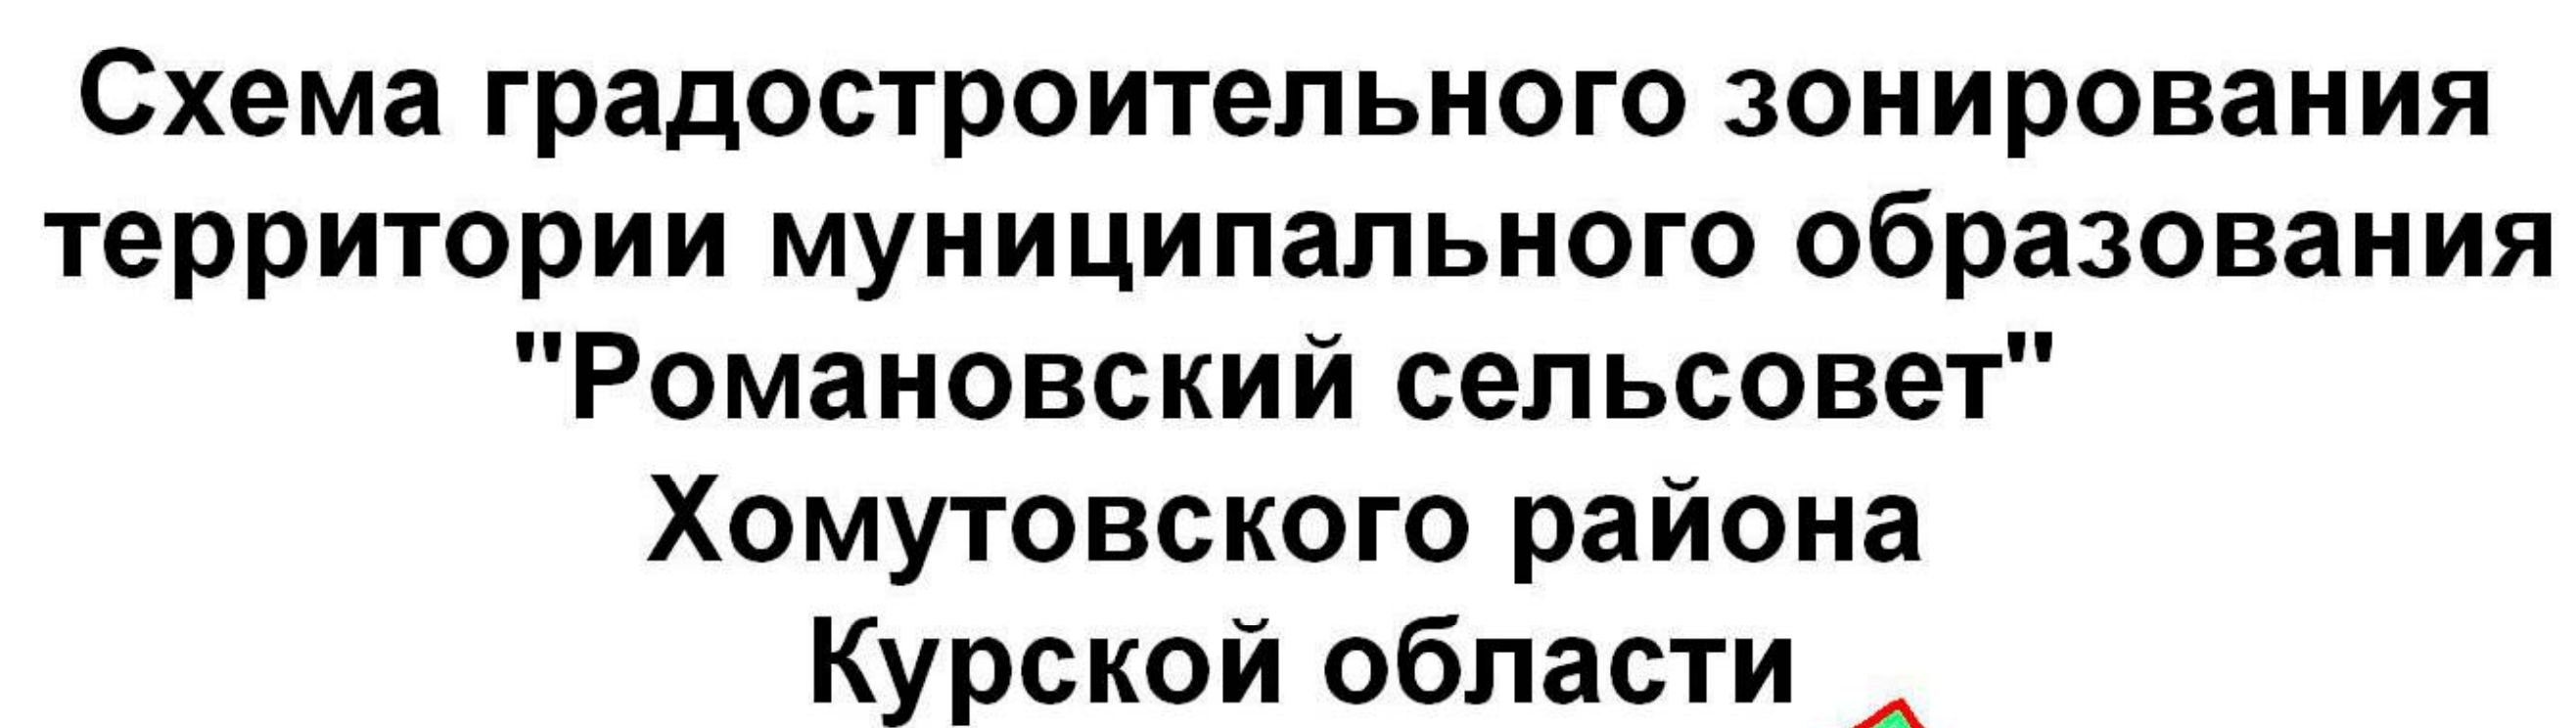 Схема градостроительного зонирования
территории муниципального образования
"Романовский сельсовет"
Хомутовского района
Курской области